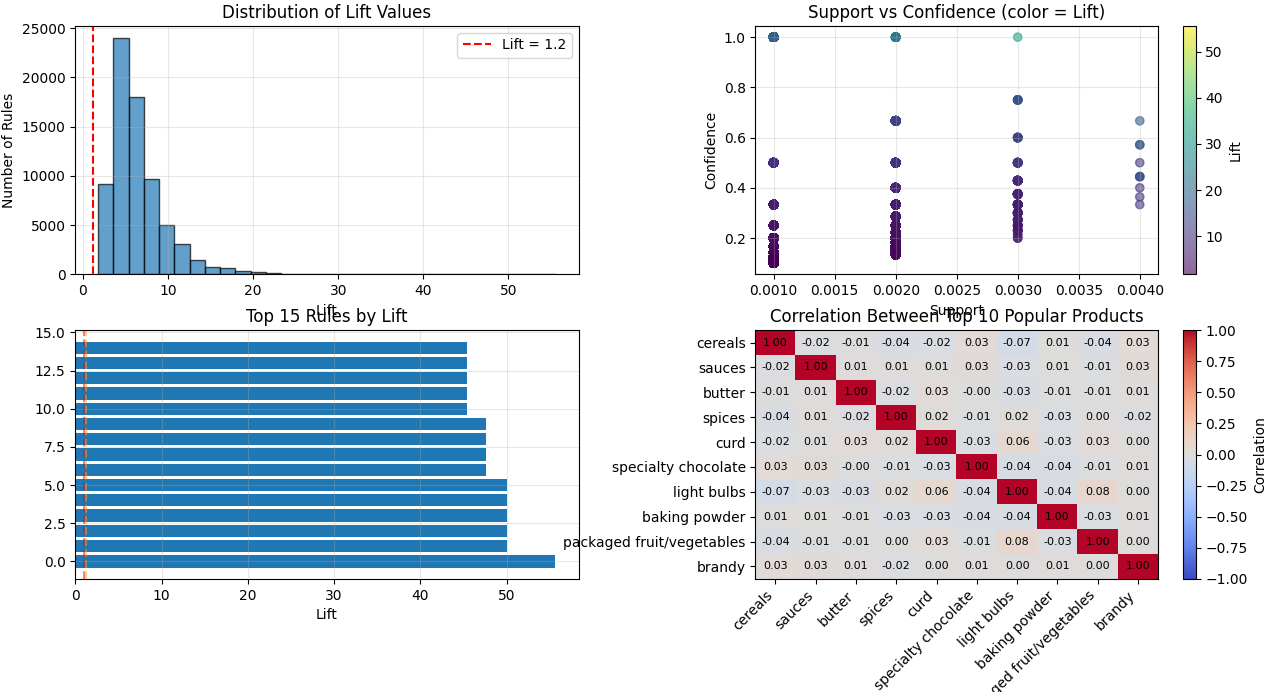 Distribution of Lift Values
Number of Rules
25000
20000
15000
10000
5000
0
Lift = 1.2
0 10 20 30 40 50
Lift
Support vs Confidence (color = Lift)
Confidence
1.0
0.8
0.6
0.4
0.2
0.0010 0.0015 0.0020 0.0025 0.0030 0.0035 0.0040
Support
50
40
30
20
10
Lift
Top 15 Rules by Lift
15.0
12.5
10.0
7.5
5.0
2.5
0.0
0 10 20 30 40 50
Lift
Correlation Between Top 10 Popular Products
cereals 1.00 -0.02 -0.01 -0.04 -0.02 0.03 -0.07 0.01 -0.04 0.03
sauces -0.02 1.00 0.01 0.01 0.01 0.03 -0.03 0.01 -0.01 0.03
butter -0.01 0.01 1.00 -0.02 0.03 -0.00 -0.03 -0.01 -0.01 0.01
spices -0.04 0.01 -0.02 1.00 0.02 -0.01 0.02 -0.03 0.00 -0.02
curd -0.02 0.01 0.03 0.02 1.00 -0.03 0.06 -0.03 0.03 0.00
specialty chocolate 0.03 0.03 -0.00 -0.01 -0.03 1.00 -0.04 -0.04 -0.01 0.01
light bulbs -0.07 -0.03 -0.03 0.02 0.06 -0.04 1.00 -0.04 0.08 0.00
baking powder 0.01 0.01 -0.01 -0.03 -0.03 -0.04 -0.04 1.00 -0.03 0.01
packaged fruit/vegetables -0.04 -0.01 -0.01 0.00 0.03 -0.01 0.08 -0.03 1.00 0.00
brandy 0.03 0.03 0.01 -0.02 0.00 0.01 0.00 0.01 0.00 1.00
cereals
sauces
butter
spices
curd
specialty chocolate
light bulbs
baking powder
ged fruit/vegetables
brandy
1.00
0.75
0.50
0.25
0.00
−0.25
−0.50
−0.75
−1.00
Correlation